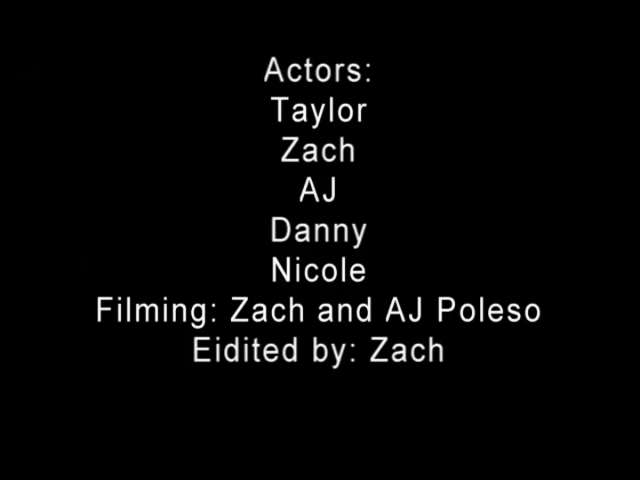 Actors:
Taylor
Zach
AJ
Danny
Nicole
Filming: Zach and AJ Poleso
Eidited by: Zach